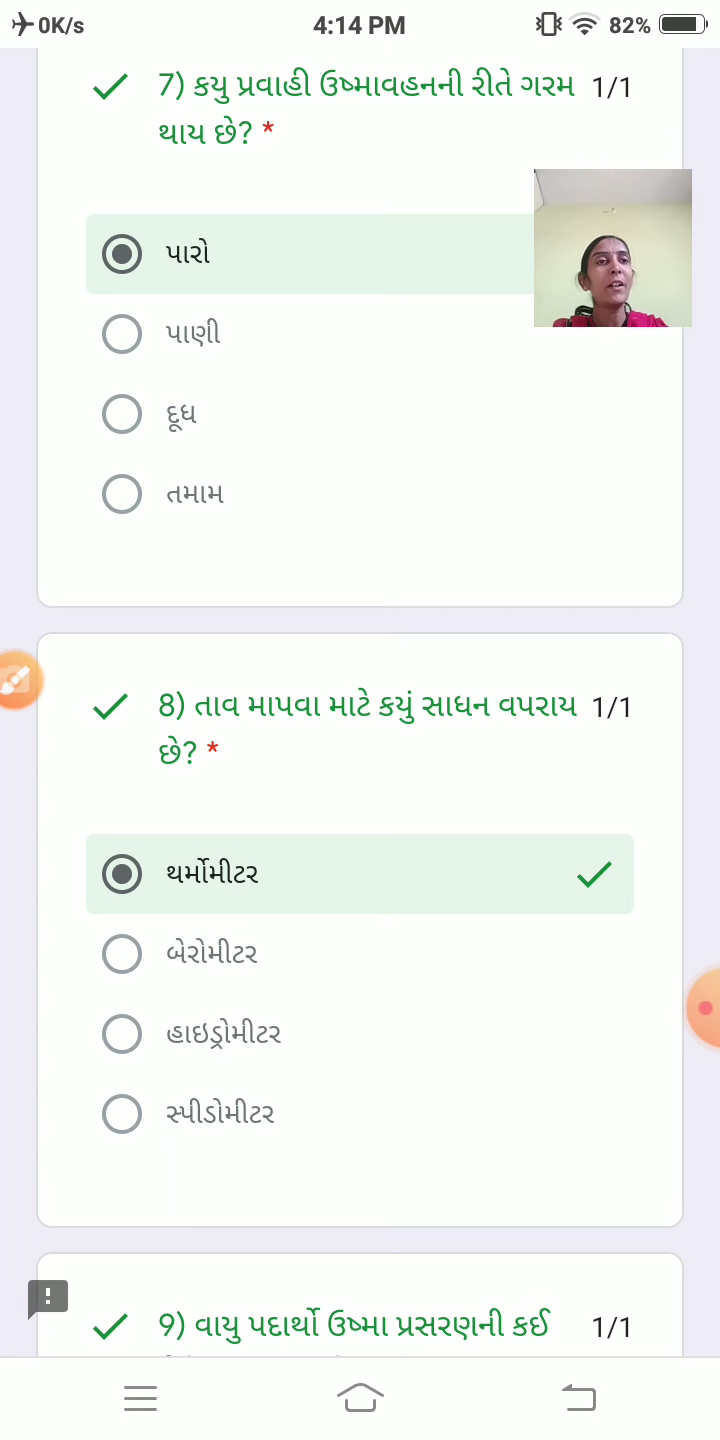 0K/s 4:14 PM 82%
7) કયુ પ્રવાહી ઉષ્માવહનની રીતે ગરમ 1/1
થાય છે? *
પારો
પાણી
દૂધ
તમામ
8) તાવ માપવા માટે કયું સાધન વપરાય 1/1
છે? *
થર્મોમીટર
બેરોમીટર
હાઇડ્રોમીટર
સ્પીડોમીટર
9) વાયુ પદાર્થો ઉષ્મા પ્રસરણની કઈ 1/1